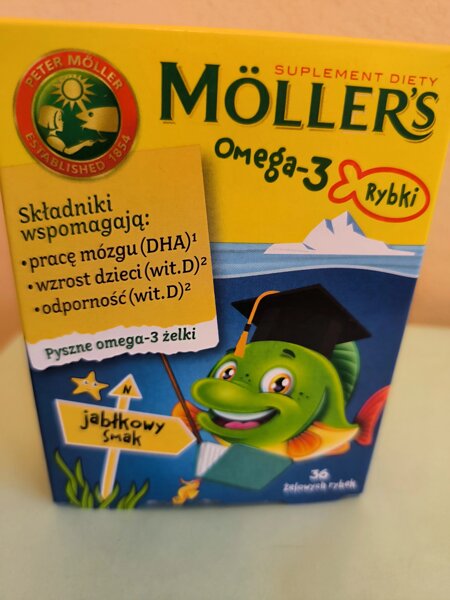 PETER MÖLLER
ESTABLISHED 1854
SUPLEMENT DIETY
MÖLLER'S
Omega-3
Rybki
Składniki
wspomagają:
•pracę mózgu (DHA)¹
•wzrost dzieci (wit.D)²
•odporność (wit.D)²
Pyszne omega-3 żelki
N
jabłkowy
smak
36
żelowych rybek